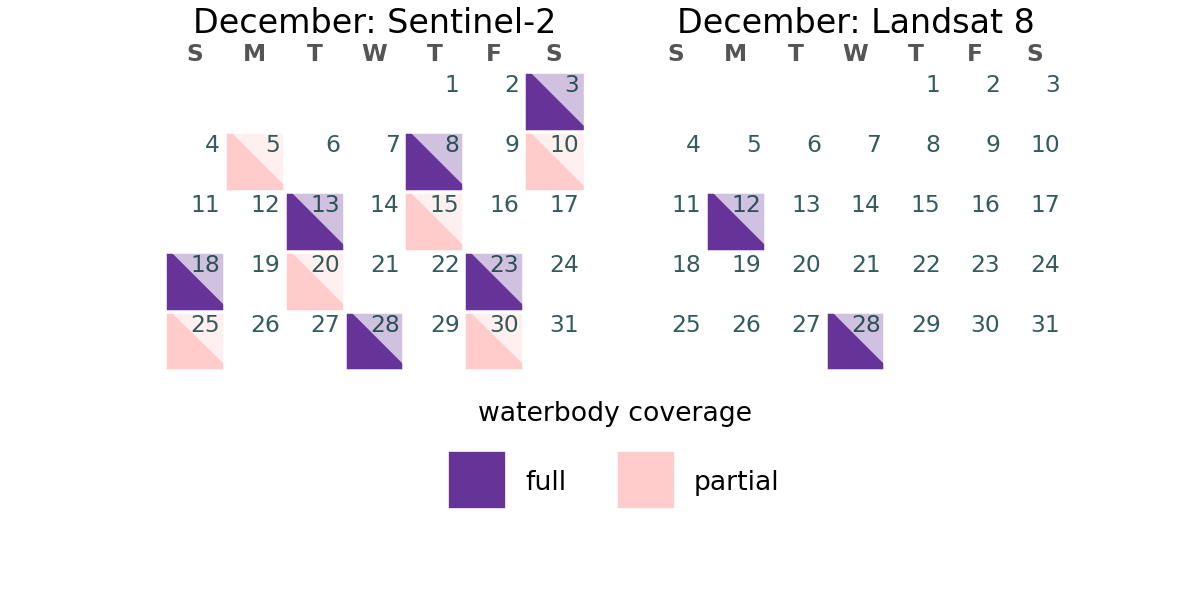 December: Sentinel-2
S M T W T F S
1 2 3
4 5 6 7 8 9 10
11 12 13 14 15 16 17
18 19 20 21 22 23 24
25 26 27 28 29 30 31
December: Landsat 8
S M T W T F S
1 2 3
4 5 6 7 8 9 10
11 12 13 14 15 16 17
18 19 20 21 22 23 24
25 26 27 28 29 30 31
waterbody coverage
full
partial